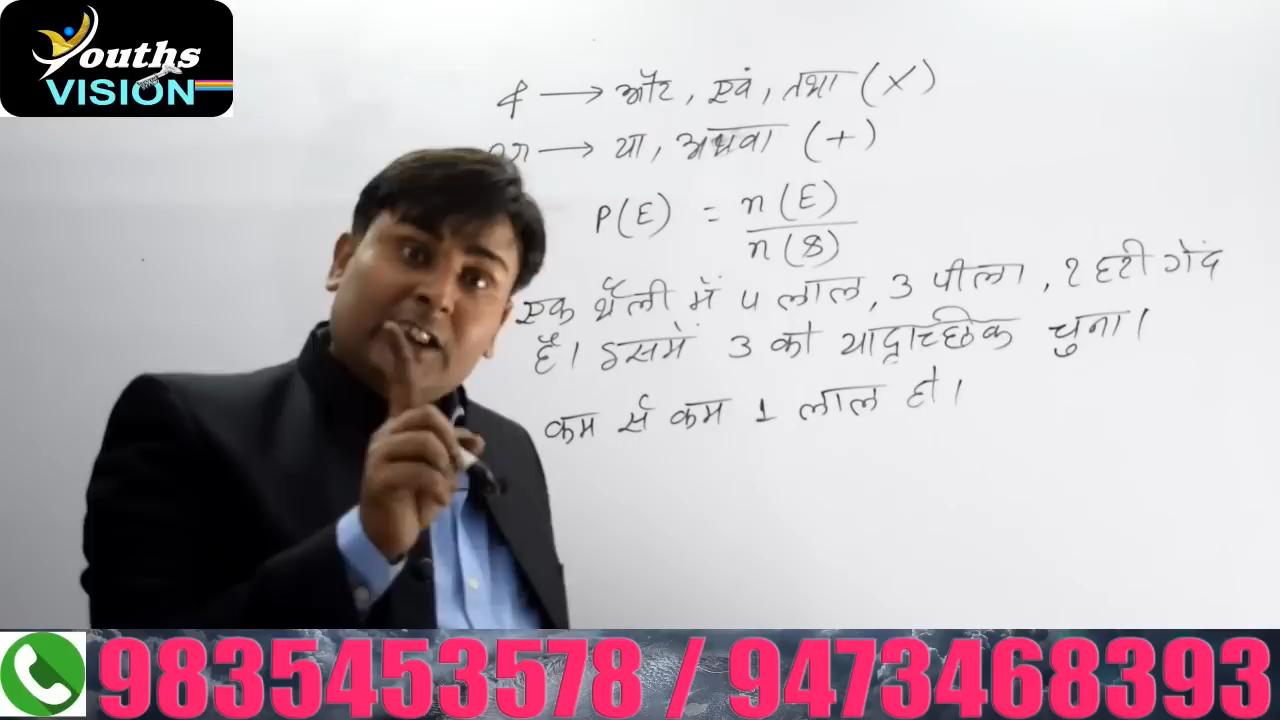 Youths
VISION
& → और, एवं, तथा (×)
→ या, अथवा (+)
P(E) = n(E)
n(S)
एक थैली में 4 लाल, 3 पीला, 2 हरी गेंद
है। इसमें 3 को यादृच्छिक चुना।
कम से कम 1 लाल हो।
9835453578 / 9473468393